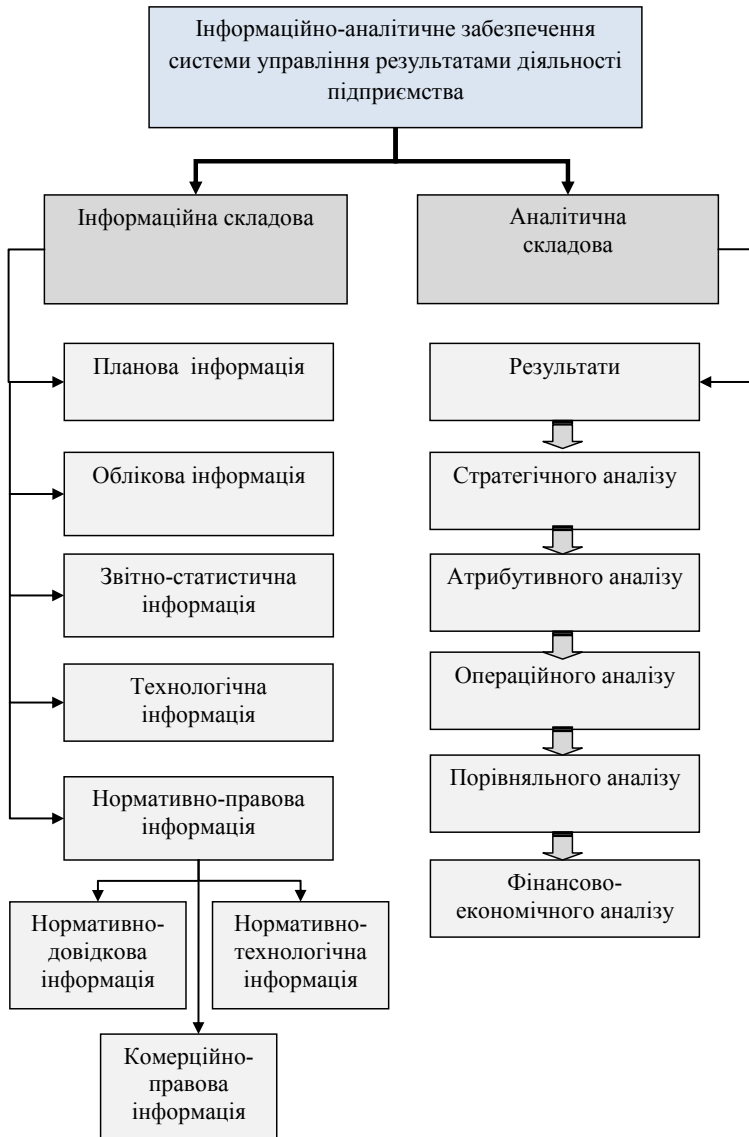 Інформаційно-аналітичне забезпечення
системи управління результатами діяльності
підприємства
Інформаційна складова
Аналітична
складова
Планова інформація
Облікова інформація
Звітно-статистична
інформація
Технологічна
інформація
Нормативно-правова
інформація
Нормативно-
довідкова
інформація
Нормативно-
технологічна
інформація
Комерційно-
правова
інформація
Результати
Стратегічного аналізу
Атрибутивного аналізу
Операційного аналізу
Порівняльного аналізу
Фінансово-
економічного аналізу